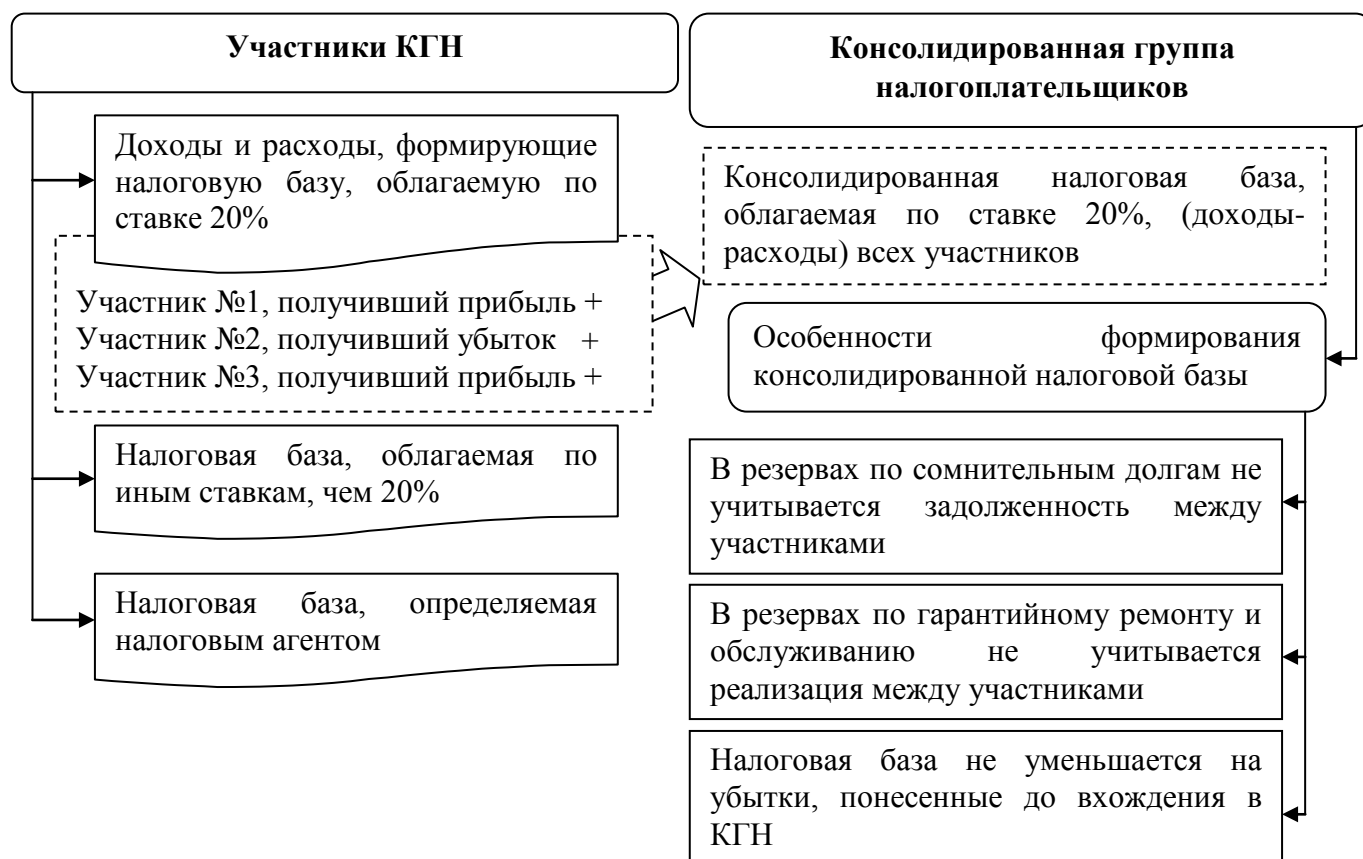 Участники КГН
Доходы и расходы, формирующие
налоговую базу, облагаемую по
ставке 20%
Участник №1, получивший прибыль +
Участник №2, получивший убыток +
Участник №3, получивший прибыль +
Налоговая база, облагаемая по
иным ставкам, чем 20%
Налоговая база, определяемая
налоговым агентом
Консолидированная группа
налогоплательщиков
Консолидированная налоговая база,
облагаемая по ставке 20%, (доходы-
расходы) всех участников
Особенности формирования
консолидированной налоговой базы
В резервах по сомнительным долгам не
учитывается задолженность между
участниками
В резервах по гарантийному ремонту и
обслуживанию не учитывается
реализация между участниками
Налоговая база не уменьшается на
убытки, понесенные до вхождения в
КГН